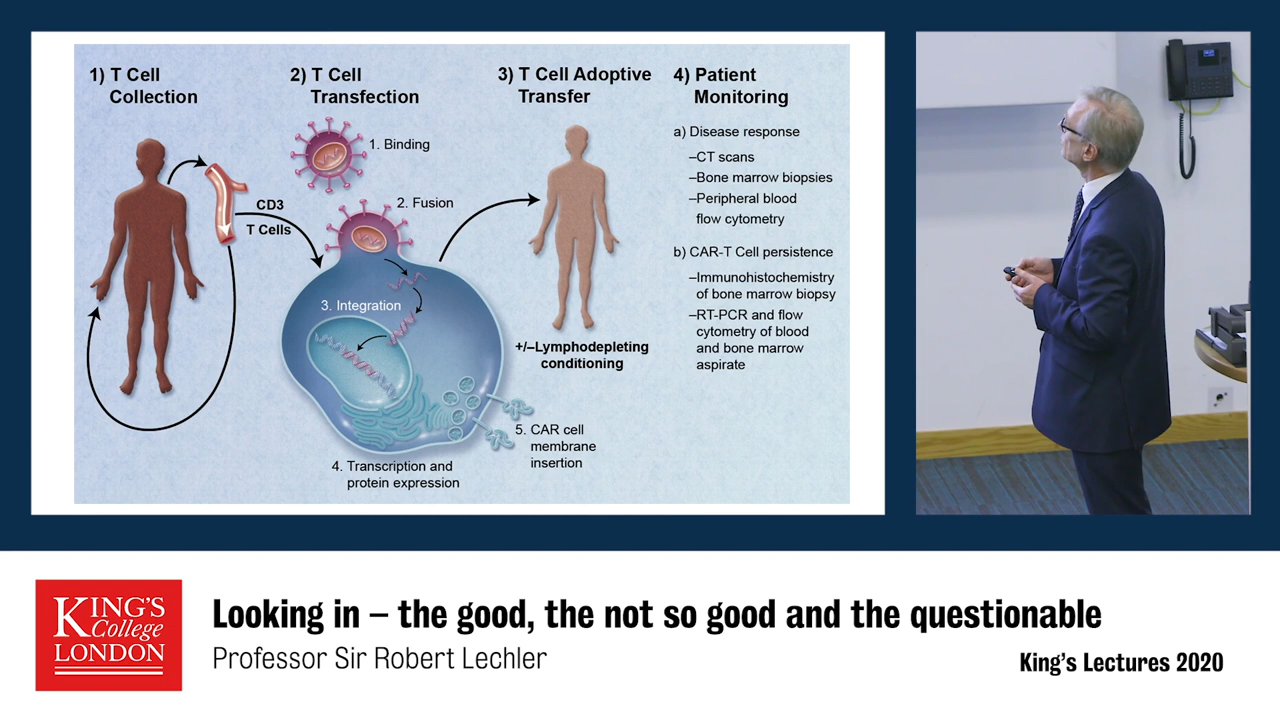 1) T Cell
Collection
2) T Cell
Transfection
3) T Cell Adoptive
Transfer
4) Patient
Monitoring
1. Binding
2. Fusion
CD3
T Cells
3. Integration
4. Transcription and
protein expression
5. CAR cell
membrane
insertion
+/–Lymphodepleting
conditioning
a) Disease response
–CT scans
–Bone marrow biopsies
–Peripheral blood
flow cytometry
b) CAR-T Cell persistence
–Immunohistochemistry
of bone marrow biopsy
–RT-PCR and flow
cytometry of blood
and bone marrow
aspirate
KING'S
College
LONDON
Looking in – the good, the not so good and the questionable
Professor Sir Robert Lechler
King's Lectures 2020